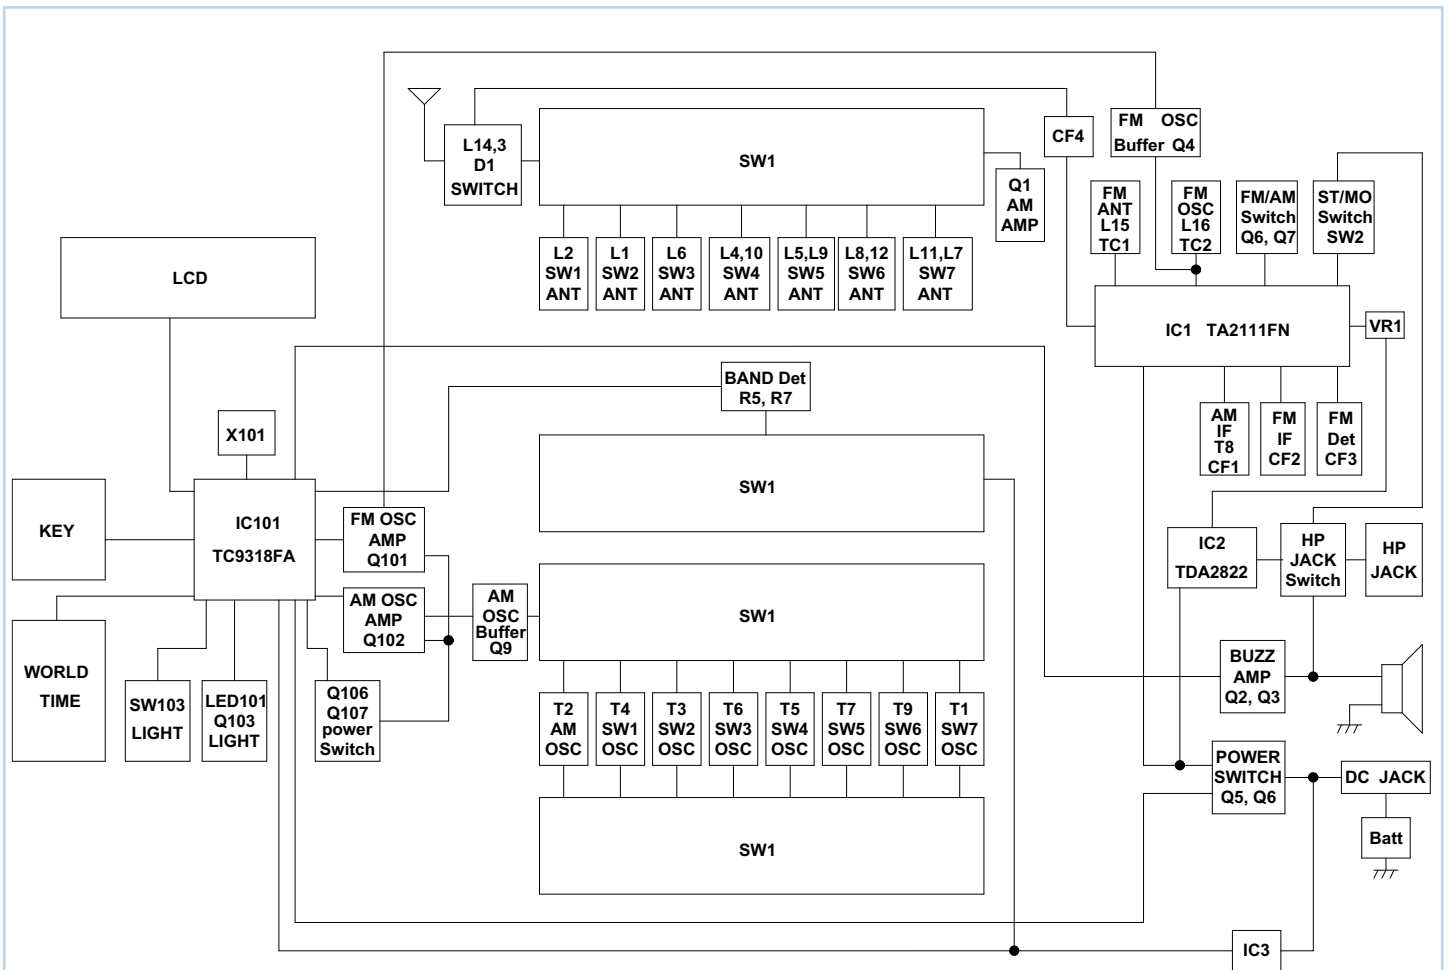 FM OSC
Buffer Q4
CF4
L14,3
D1
SWITCH
SW1
Q1
AM
AMP
FM
ANT
L15
TC1
FM
OSC
L16
TC2
FM/AM
Switch
Q6, Q7
ST/MO
Switch
SW2
L2
SW1
ANT
L1
SW2
ANT
L6
SW3
ANT
L4,10
SW4
ANT
L5,L9
SW5
ANT
L8,12
SW6
ANT
L11,L7
SW7
ANT
LCD
IC1 TA2111FN
VR1
BAND Det
R5, R7
AM
IF
T8
CF1
FM
IF
CF2
FM
Det
CF3
X101
SW1
KEY
IC101
TC9318FA
FM OSC
AMP
Q101
IC2
TDA2822
HP
JACK
Switch
HP
JACK
AM OSC
AMP
Q102
AM
OSC
Buffer
Q9
SW1
WORLD
TIME
SW103
LIGHT
LED101
Q103
LIGHT
Q106
Q107
power
Switch
BUZZ
AMP
Q2, Q3
T2
AM
OSC
T4
SW1
OSC
T3
SW2
OSC
T6
SW3
OSC
T5
SW4
OSC
T7
SW5
OSC
T9
SW6
OSC
T1
SW7
OSC
POWER
SWITCH
Q5, Q6
DC JACK
Batt
SW1
IC3